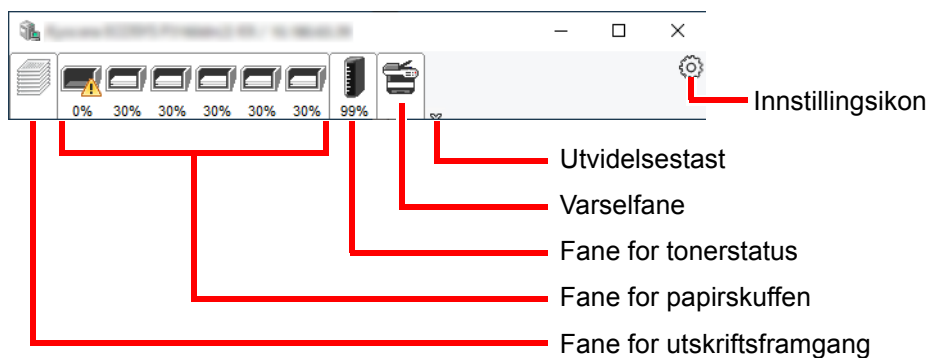 0% 30% 30% 30% 30% 30% 99%
Innstillingsikon
Utvidelsestast
Varselfane
Fane for tonerstatus
Fane for papirskuffen
Fane for utskriftsframgang